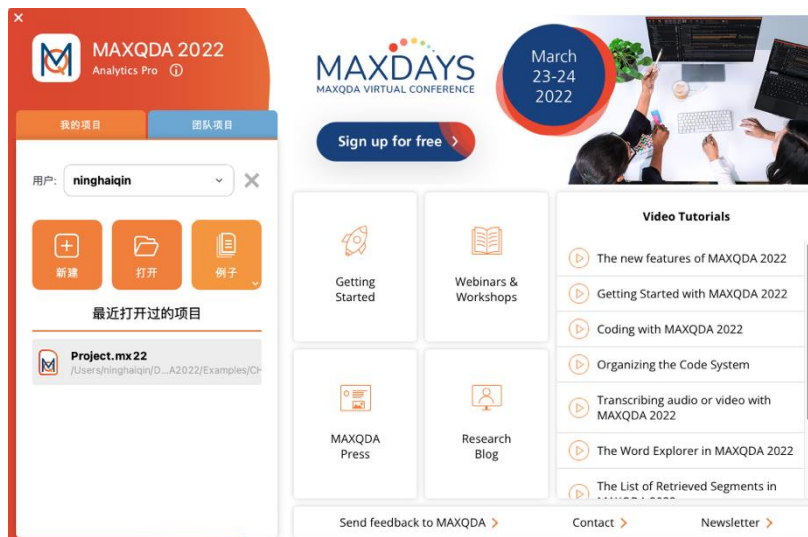 MAXQDA 2022
Analytics Pro
我的项目
团队项目
用户:
ninghaiqin
新建
打开
例子
最近打开过的项目
Project.mx22
/Users/ninghaiqin/D...A2022/Examples/CH
MAXDAYS
MAXQDA VIRTUAL CONFERENCE
March
23-24
2022
Sign up for free
Getting
Started
Webinars &
Workshops
MAXQDA
Press
Research
Blog
Video Tutorials
The new features of MAXQDA 2022
Getting Started with MAXQDA 2022
Coding with MAXQDA 2022
Organizing the Code System
Transcribing audio or video with
MAXQDA 2022
The Word Explorer in MAXQDA 2022
The List of Retrieved Segments in
Send feedback to MAXQDA
Contact
Newsletter